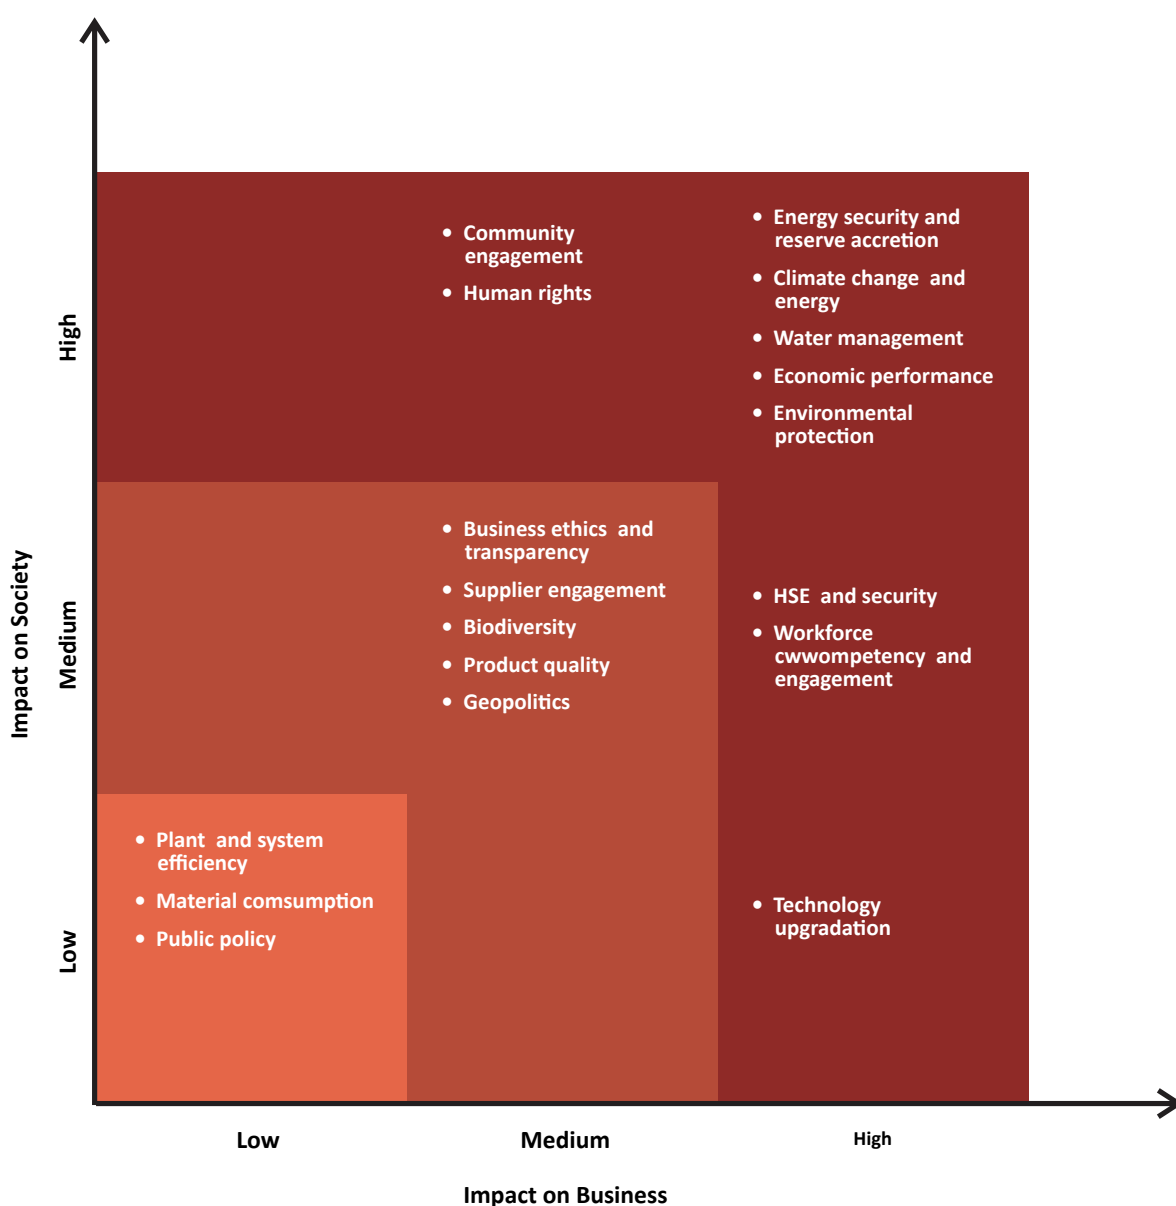 • Community
engagement
• Human rights
• Energy security and
reserve accretion
• Climate change and
energy
• Water management
• Economic performance
• Environmental
protection
High
• Business ethics and
transparency
• Supplier engagement
• Biodiversity
• Product quality
• Geopolitics
• HSE and security
• Workforce
cwwompetency and
engagement
Medium
Impact on Society
• Plant and system
efficiency
• Material comsumption
• Public policy
• Technology
upgradation
Low
Low
Medium
High
Impact on Business